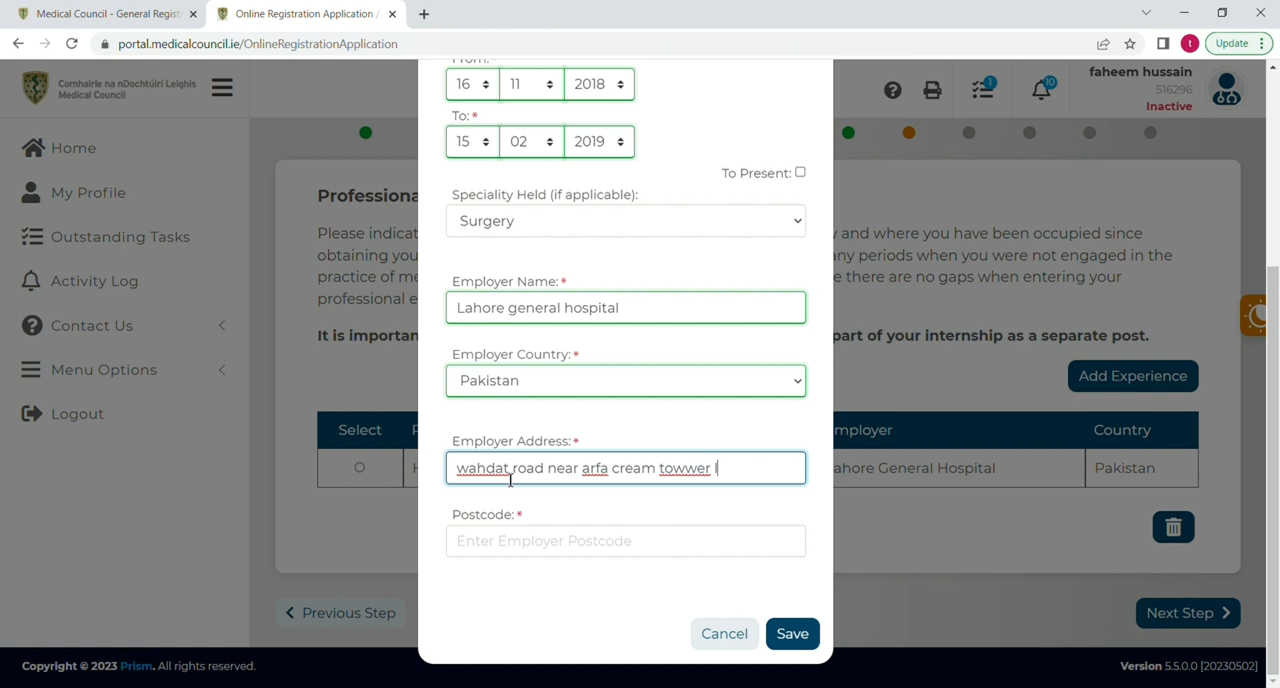 Medical Council - General Regist
Online Registration Application /
portal.medicalcouncil.ie/OnlineRegistrationApplication
t
Update
Comhairle na nDochtúirí Leighis
Medical Council
1
10
faheem hussain
516296
Inactive
Home
My Profile
Outstanding Tasks
Activity Log
Contact Us
Menu Options
Logout
Professiona
Please indicat
obtaining you
practice of me
professional e
It is importan
and where you have been occupied since
any periods when you were not engaged in the
e there are no gaps when entering your
part of your internship as a separate post.
Add Experience
Select
mployer
Country
ahore General Hospital
Pakistan
From:
16 11 2018
To:*
15 02 2019
To Present:
Speciality Held (if applicable):
Surgery
Employer Name:*
Lahore general hospital
Employer Country:*
Pakistan
Employer Address:*
wahdat road near arfa cream towwer l
Postcode:*
Enter Employer Postcode
Cancel
Save
Previous Step
Next Step
Copyright © 2023 Prism. All rights reserved.
Version 5.5.0.0 [20230502]